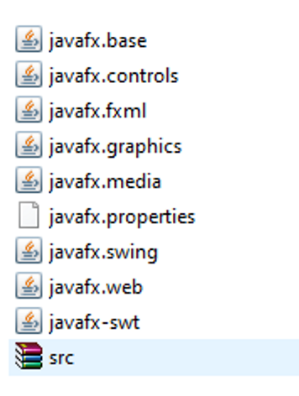 javafx.base
javafx.controls
javafx.fxml
javafx.graphics
javafx.media
javafx.properties
javafx.swing
javafx.web
javafx-swt
src